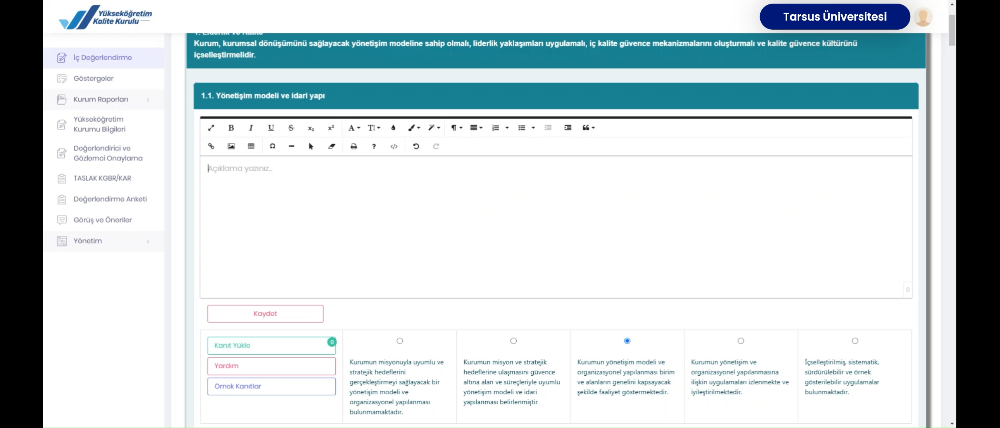 Yükseköğretim
Kalite Kurulu
Tarsus Üniversitesi
İç Değerlendirme
Göstergeler
Kurum Raporları
Yükseköğretim
Kurumu Bilgileri
Değerlendirici ve
Gözlemci Onaylama
TASLAK KGBR/KAR
Değerlendirme Anketi
Görüş ve Öneriler
Yönetim
1. Liderlik ve Kalite
Kurum, kurumsal dönüşümünü sağlayacak yönetişim modeline sahip olmalı, liderlik yaklaşımları uygulamalı, iç kalite güvence mekanizmalarını oluşturmalı ve kalite güvence kültürünü
içselleştirmelidir.
1.1. Yönetişim modeli ve idari yapı
Açıklama yazınız...
0
Kaydet
Kanıt Yükle
0
Yardım
Örnek Kanıtlar
Kurumun misyonuyla uyumlu ve
stratejik hedeflerini
gerçekleştirmeyi sağlayacak bir
yönetişim modeli ve
organizasyonel yapılanması
bulunmamaktadır.
Kurumun misyon ve stratejik
hedeflerine ulaşmasını güvence
altına alan ve süreçleriyle uyumlu
yönetişim modeli ve idari
yapılanması belirlenmiştir
Kurumun yönetişim modeli ve
organizasyonel yapılanması birim
ve alanların genelini kapsayacak
şekilde faaliyet göstermektedir.
Kurumun yönetişim ve
organizasyonel yapılanmasına
ilişkin uygulamaları izlenmekte ve
iyileştirilmektedir.
İçselleştirilmiş, sistematik,
sürdürülebilir ve örnek
gösterilebilir uygulamalar
bulunmaktadır.